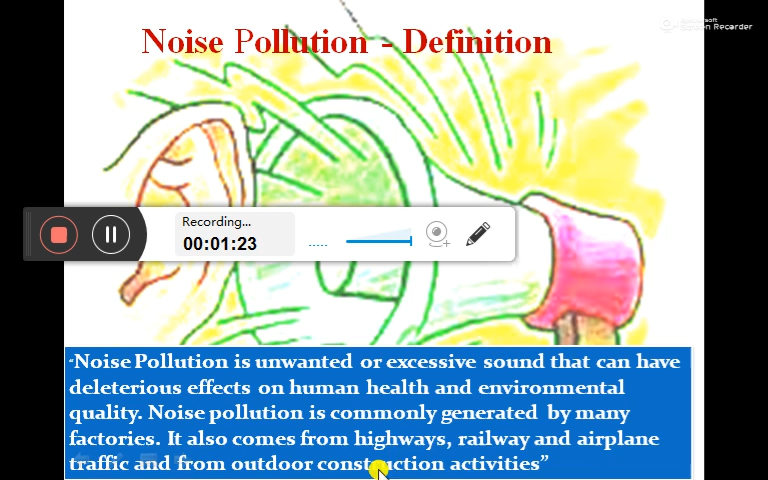 Screen Recorder
Noise Pollution - Definition
Recording...
00:01:23
“Noise Pollution is unwanted or excessive sound that can have
deleterious effects on human health and environmental
quality. Noise pollution is commonly generated by many
factories. It also comes from highways, railway and airplane
traffic and from outdoor construction activities”